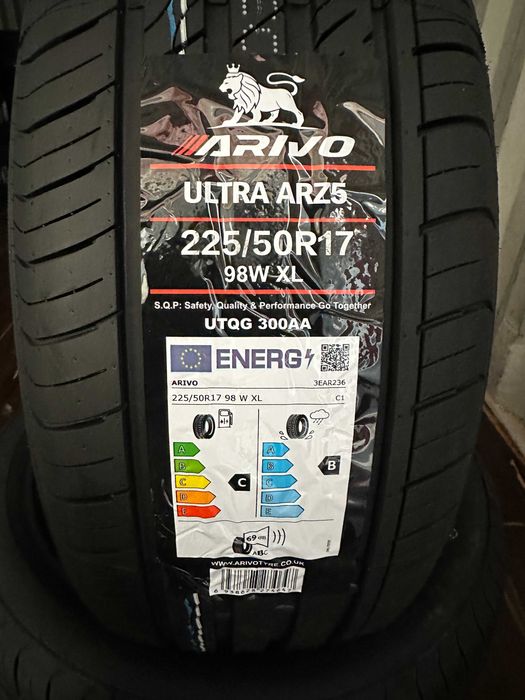 ARIVO
ULTRA ARZ5
225/50R17
98W XL
S.Q.P: Safety, Quality & Performance Go Together
UTQG 300AA
ENERG
ARIVO 3EAR236
225/50R17 98 W XL C1
A
B
C
D
E
C
A
B
C
D
E
B
69 dB
ABC
WWW.ARIVOTYRE.CO.UK